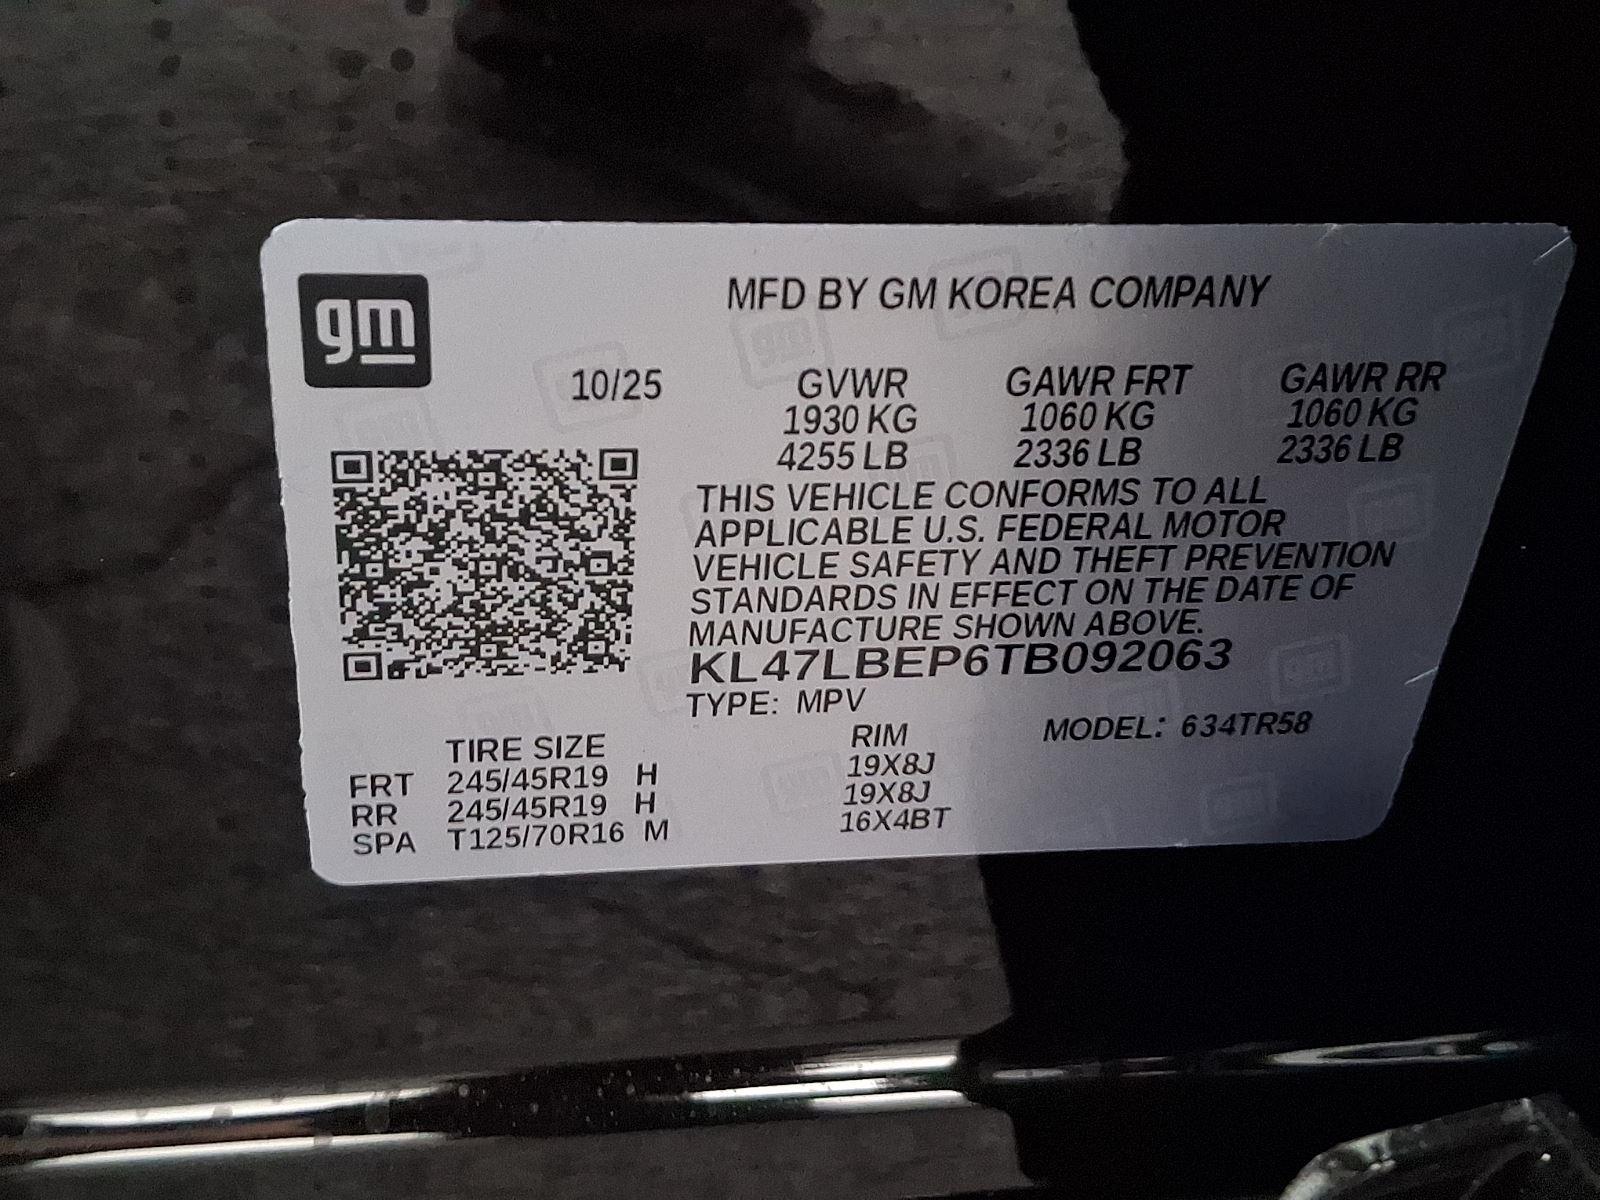 gm
MFD BY GM KOREA COMPANY
10/25 GVWR GAWR FRT GAWR RR
1930 KG 1060 KG 1060 KG
4255 LB 2336 LB 2336 LB
THIS VEHICLE CONFORMS TO ALL
APPLICABLE U.S. FEDERAL MOTOR
VEHICLE SAFETY AND THEFT PREVENTION
STANDARDS IN EFFECT ON THE DATE OF
MANUFACTURE SHOWN ABOVE.
KL47LBEP6TB092063
TYPE: MPV
MODEL: 634TR58
TIRE SIZE RIM
FRT 245/45R19 H 19X8J
RR 245/45R19 H 19X8J
SPA T125/70R16 M 16X4BT